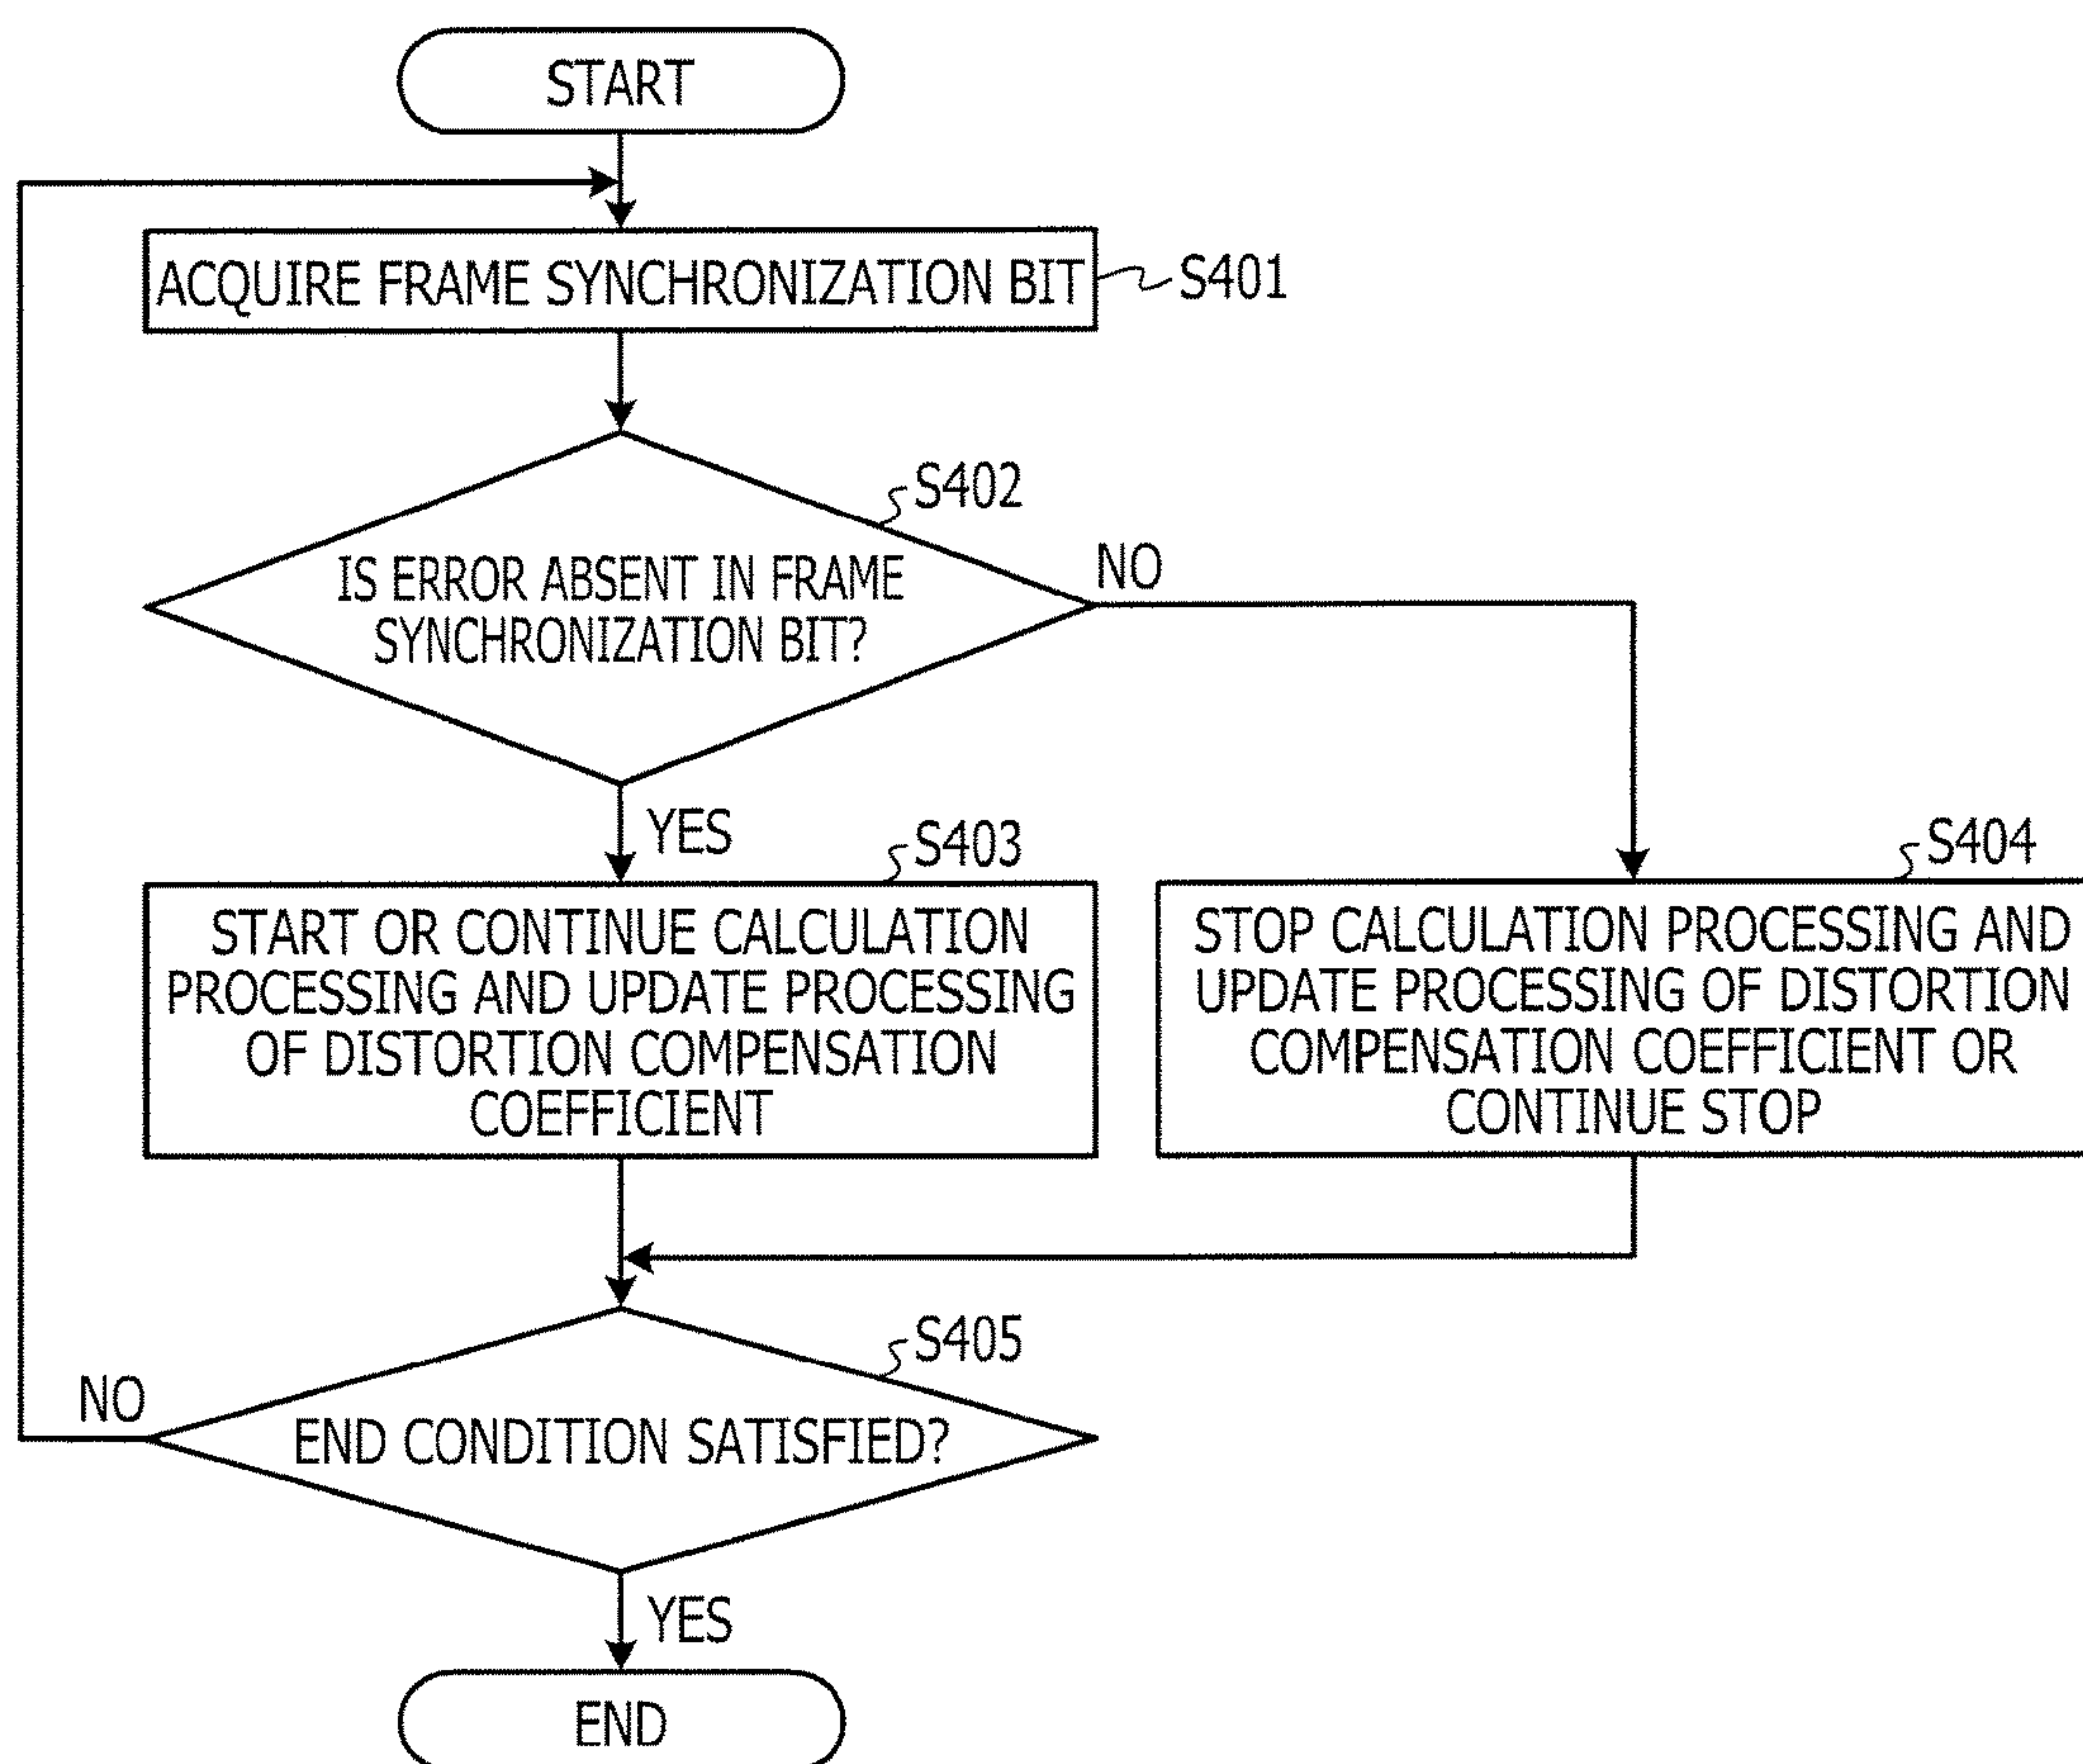 START
ACQUIRE FRAME SYNCHRONIZATION BIT
S401
S402
IS ERROR ABSENT IN FRAME
SYNCHRONIZATION BIT?
NO
YES
S403
START OR CONTINUE CALCULATION
PROCESSING AND UPDATE PROCESSING
OF DISTORTION COMPENSATION
COEFFICIENT
S404
STOP CALCULATION PROCESSING AND
UPDATE PROCESSING OF DISTORTION
COMPENSATION COEFFICIENT OR
CONTINUE STOP
S405
NO
END CONDITION SATISFIED?
YES
END